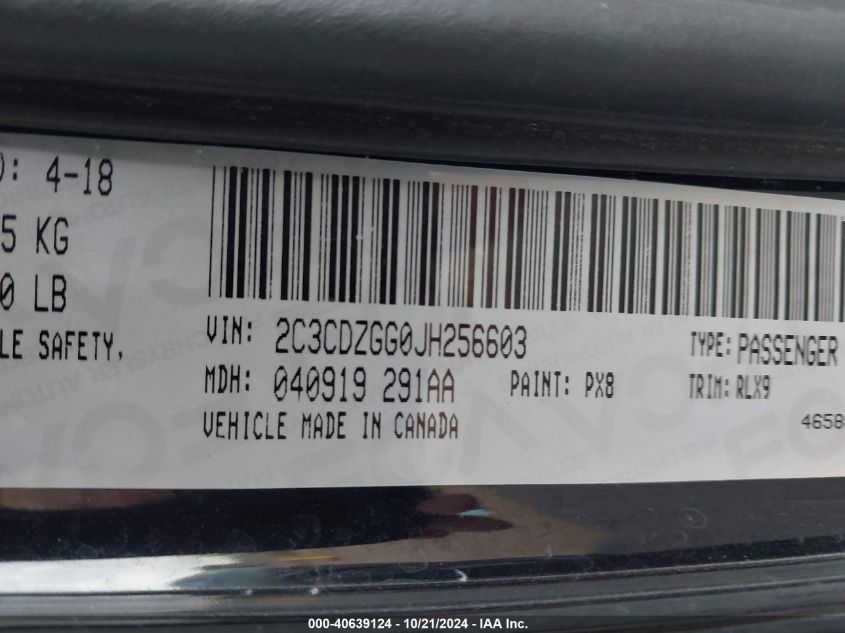 4-18
5 KG
0 LB
LE SAFETY.
VIN: 2C3CDZGG0JH256603 TYPE: PASSENGER
MDH: 040919 291AA PAINT: PX8 TRIM: RLX9
VEHICLE MADE IN CANADA 4658
000-40639124 - 10/21/2024 - IAA Inc.